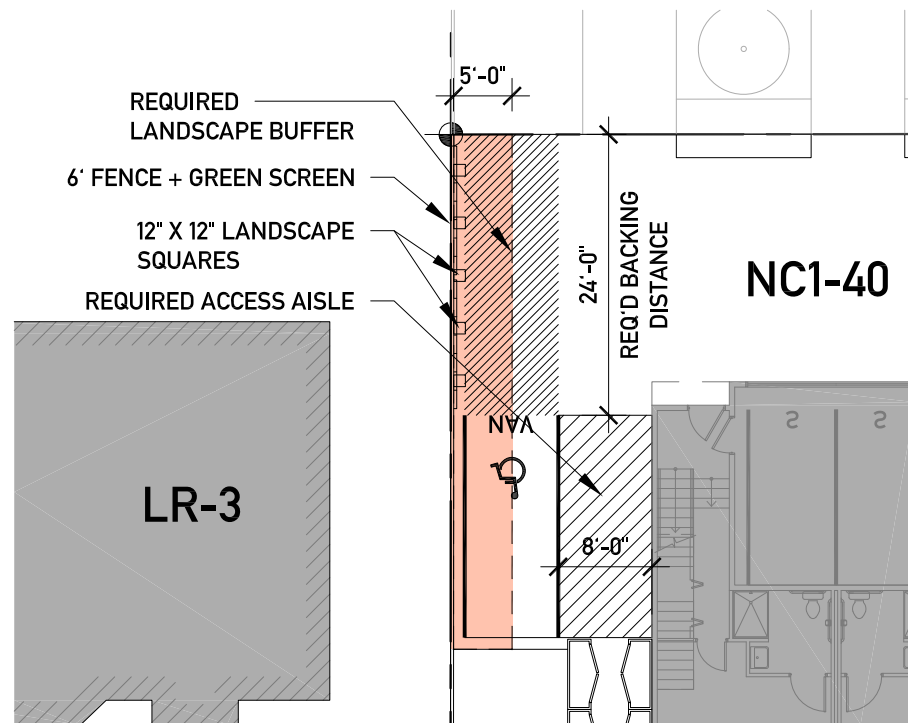 5'-0"
REQUIRED
LANDSCAPE BUFFER
6' FENCE + GREEN SCREEN
12" X 12" LANDSCAPE
SQUARES
REQUIRED ACCESS AISLE
24'-0"
REQ'D BACKING
DISTANCE
NC1-40
VAN
S
S
LR-3
8'-0"